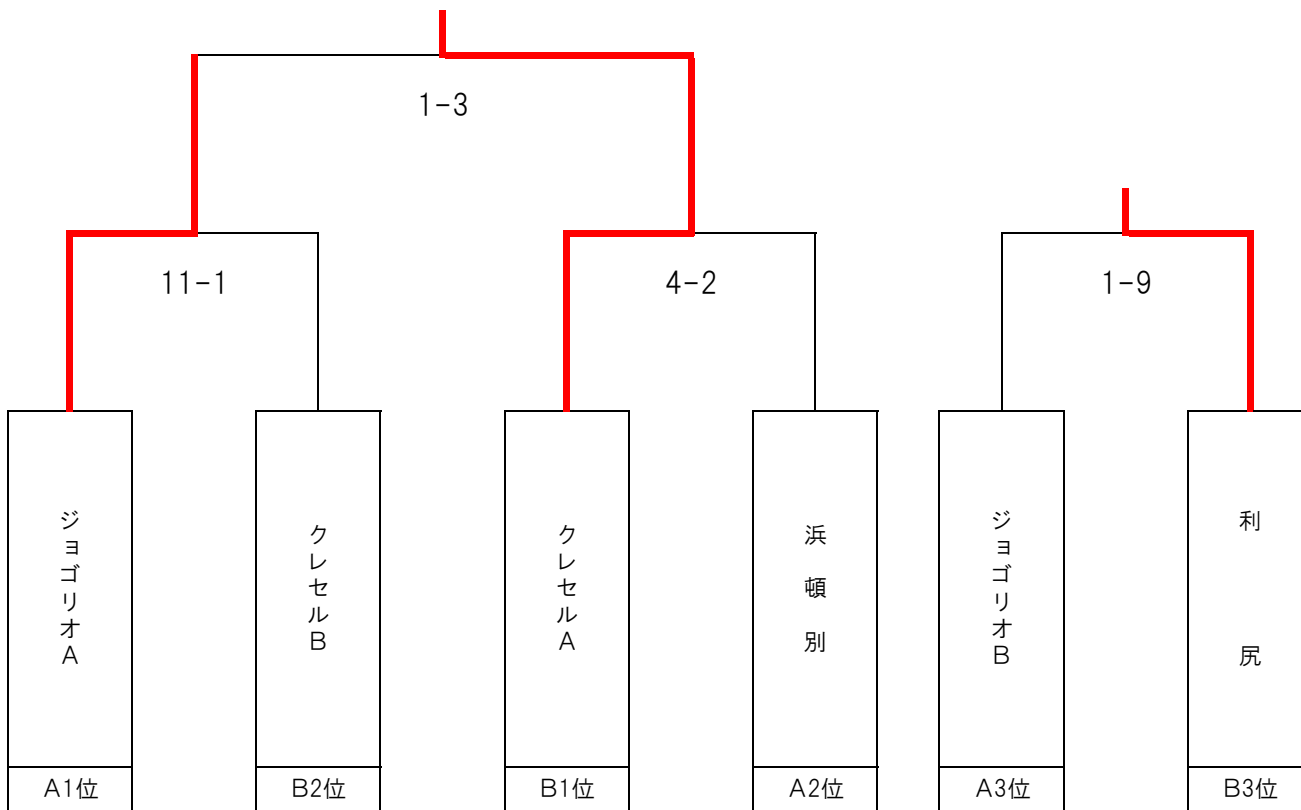 1-3
11-1
4-2
1-9
ジョゴリオA
クレセルB
クレセルA
浜頓別
ジョゴリオB
利尻
A1位
B2位
B1位
A2位
A3位
B3位